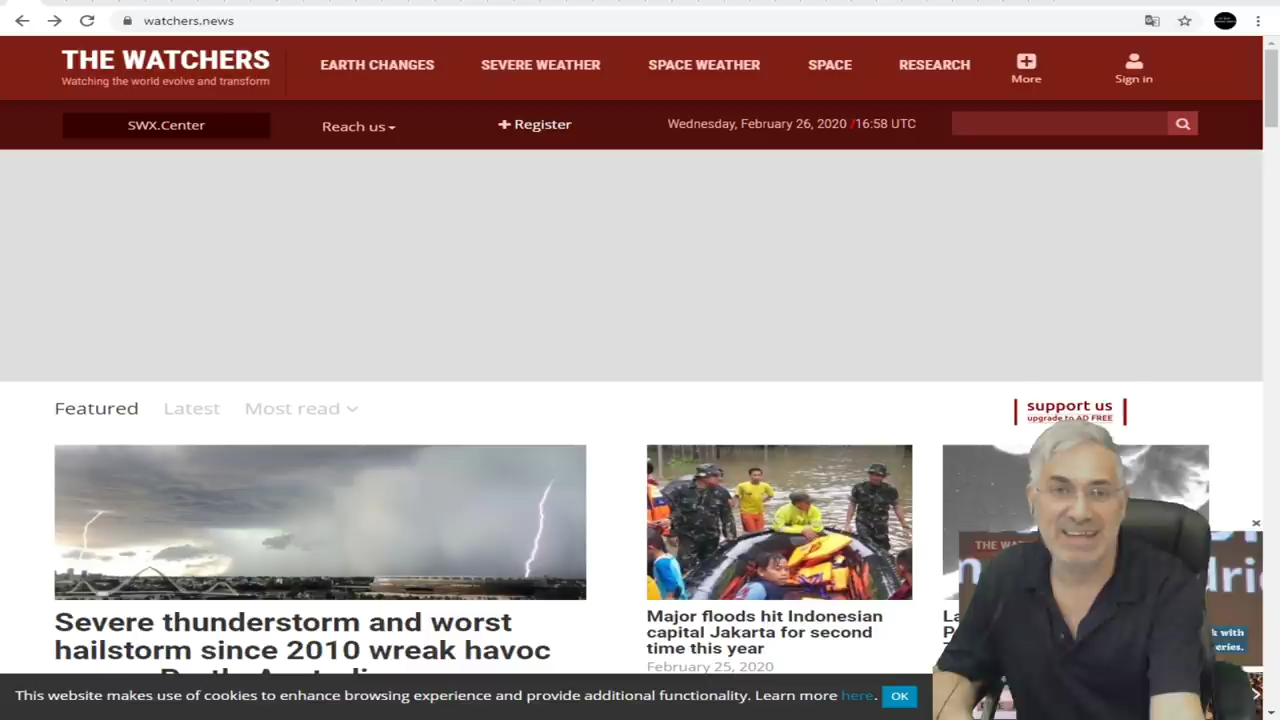 watchers.news
THE WATCHERS
Watching the world evolve and transform
EARTH CHANGES
SEVERE WEATHER
SPACE WEATHER
SPACE
RESEARCH
More
Sign in
SWX.Center
Reach us
Register
Wednesday, February 26, 2020 /16:58 UTC
Featured
Latest
Most read
support us
upgrade to AD FREE
Severe thunderstorm and worst
hailstorm since 2010 wreak havoc
Major floods hit Indonesian
capital Jakarta for second
time this year
February 25, 2020
THE WA
k with
eries.
This website makes use of cookies to enhance browsing experience and provide additional functionality. Learn more here.
OK